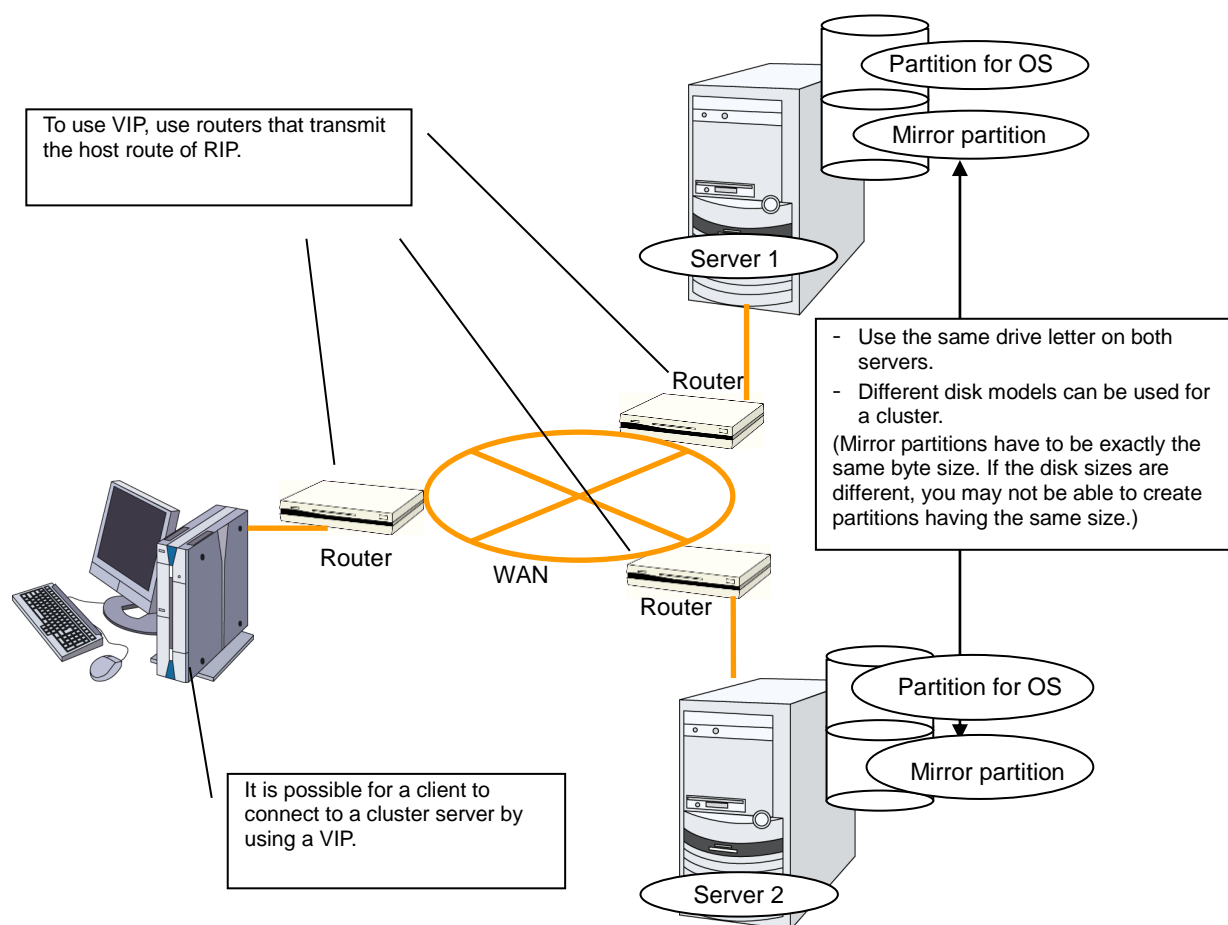 Partition for OS
Mirror partition
To use VIP, use routers that transmit
the host route of RIP.
Server 1
- Use the same drive letter on both
servers.
- Different disk models can be used for
a cluster.
(Mirror partitions have to be exactly the
same byte size. If the disk sizes are
different, you may not be able to create
partitions having the same size.)
Router
Router
WAN
Router
Partition for OS
Mirror partition
It is possible for a client to
connect to a cluster server by
using a VIP.
Server 2